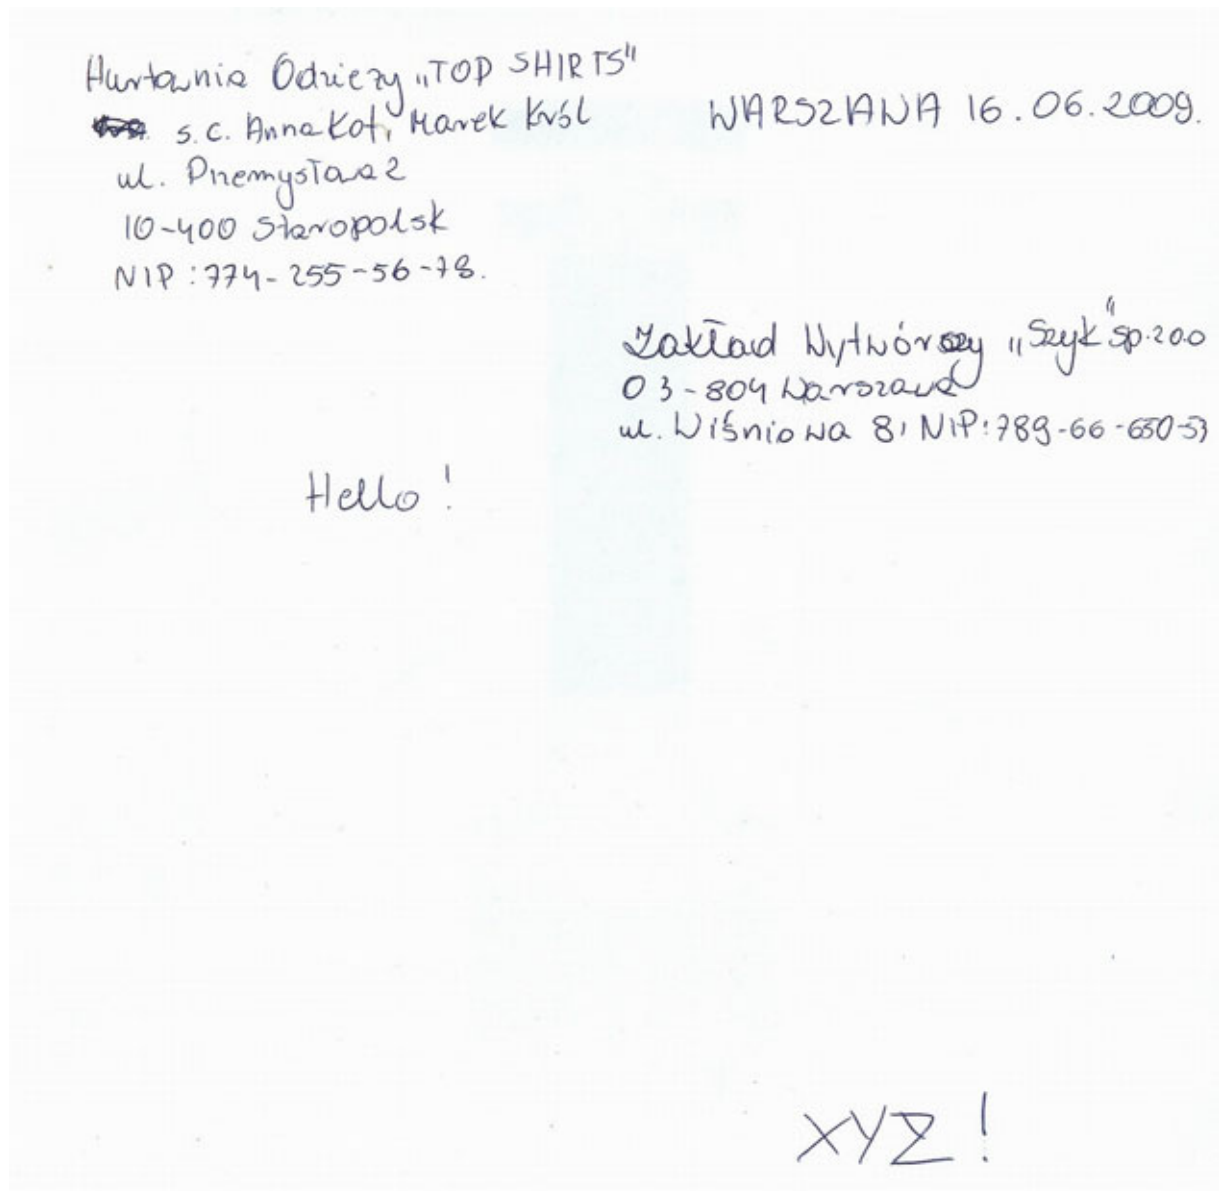 Hurtownia Odzieży „TOP SHIRTS"
s.c. Anna Kot, Marek Król
WARSZAWA 16.06.2009.
ul. Przemysława 2
10-400 Staropolsk
NIP: 774-255-56-78.
Zakład Wytwórczy „Szyk" sp. z o.o
03-804 Warszawa
ul. Wiśniowa 8, NIP: 789-66-650-53
Hello!
XYZ!